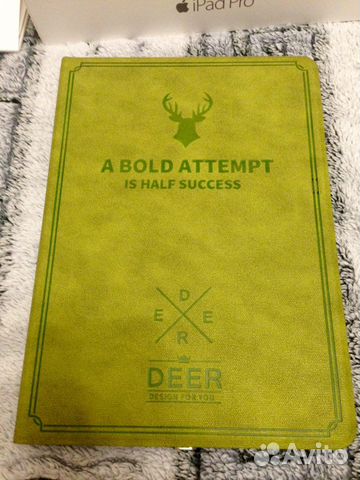 iPad Pro
A BOLD ATTEMPT
IS HALF SUCCESS
D
E E
R
DEER
DESIGN FOR YOU
Avito